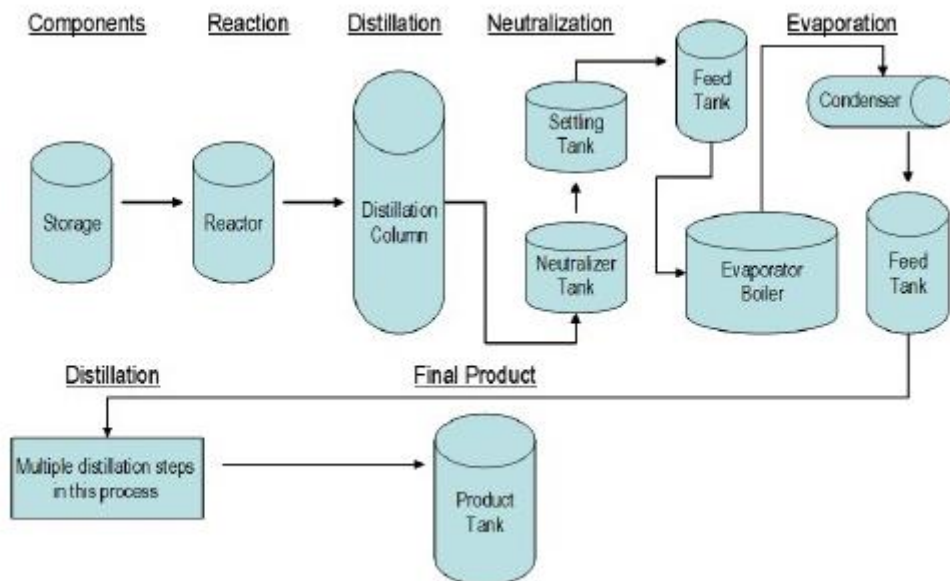 Components
Reaction
Distillation
Neutralization
Evaporation
Storage
Reactor
Distillation
Column
Settling
Tank
Neutralizer
Tank
Feed
Tank
Evaporator
Boiler
Condenser
Feed
Tank
Distillation
Final Product
Multiple distillation steps
in this process
Product
Tank